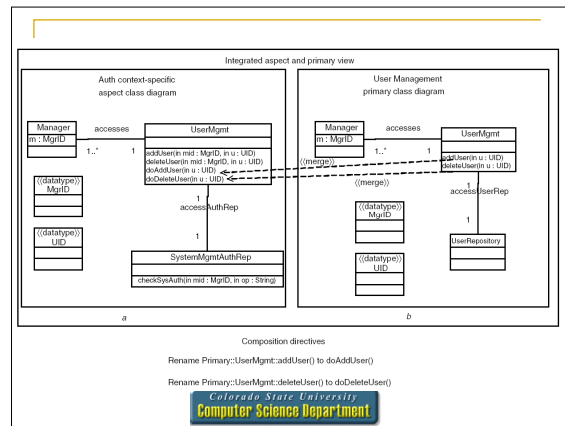 Integrated aspect and primary view
Auth context-specific
aspect class diagram
Manager
m : MgrID
accesses
1..*
1
UserMgmt
addUser(in mid : MgrID, in u : UID)
deleteUser(in mid : MgrID, in u : UID)
doAddUser(in u : UID)
doDeleteUser(in u : UID)
⟨⟨datatype⟩⟩
MgrID
⟨⟨datatype⟩⟩
UID
1
accessAuthRep
1
SystemMgmtAuthRep
checkSysAuth(in mid : MgrID, in op : String)
a
⟨⟨merge⟩⟩
⟨⟨merge⟩⟩
User Management
primary class diagram
Manager
m : MgrID
accesses
1..*
1
UserMgmt
addUser(in u : UID)
deleteUser(in u : UID)
1
accessUserRep
1
⟨⟨datatype⟩⟩
MgrID
UserRepository
⟨⟨datatype⟩⟩
UID
b
Composition directives
Rename Primary::UserMgmt::addUser() to doAddUser()
Rename Primary::UserMgmt::deleteUser() to doDeleteUser()
Colorado State University
Computer Science Department